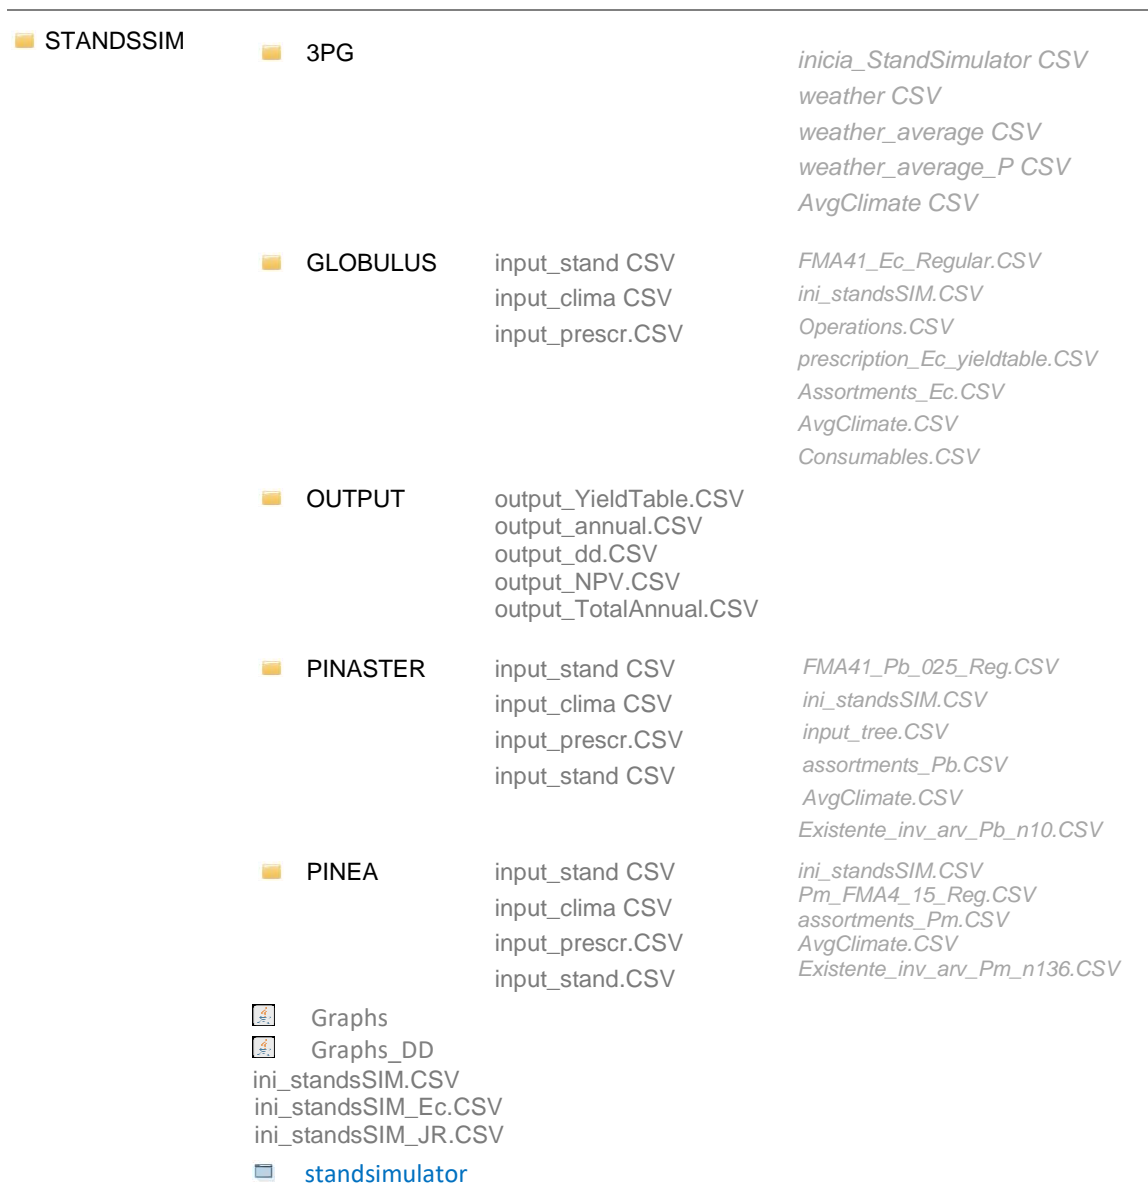 STANDSSIM
3PG
inicia_StandSimulator CSV
weather CSV
weather_average CSV
weather_average_P CSV
AvgClimate CSV
GLOBULUS
input_stand CSV
input_clima CSV
input_prescr.CSV
FMA41_Ec_Regular.CSV
ini_standsSIM.CSV
Operations.CSV
prescription_Ec_yieldtable.CSV
Assortments_Ec.CSV
AvgClimate.CSV
Consumables.CSV
OUTPUT
output_YieldTable.CSV
output_annual.CSV
output_dd.CSV
output_NPV.CSV
output_TotalAnnual.CSV
PINASTER
input_stand CSV
input_clima CSV
input_prescr.CSV
input_stand CSV
FMA41_Pb_025_Reg.CSV
ini_standsSIM.CSV
input_tree.CSV
assortments_Pb.CSV
AvgClimate.CSV
Existente_inv_arv_Pb_n10.CSV
PINEA
input_stand CSV
input_clima CSV
input_prescr.CSV
input_stand.CSV
ini_standsSIM.CSV
Pm_FMA4_15_Reg.CSV
assortments_Pm.CSV
AvgClimate.CSV
Existente_inv_arv_Pm_n136.CSV
Graphs
Graphs_DD
ini_standsSIM.CSV
ini_standsSIM_Ec.CSV
ini_standsSIM_JR.CSV
standsimulator